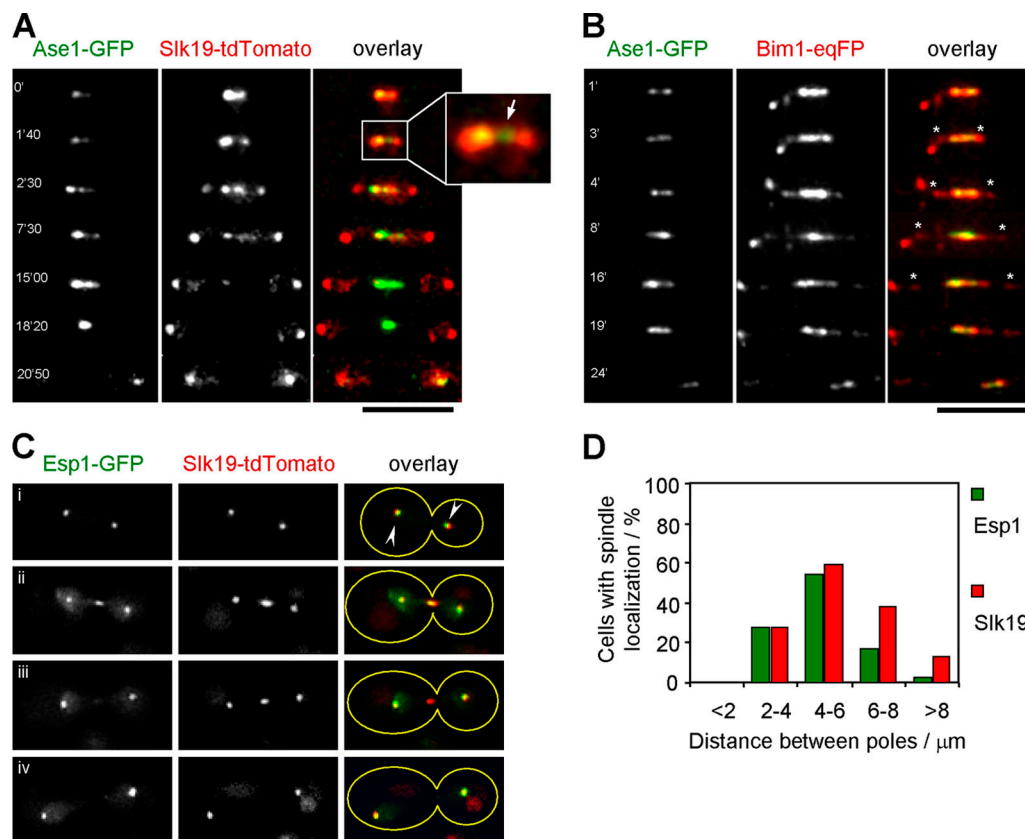 A
Ase1-GFP Slk19-tdTomato overlay
0'
1'40
2'30
7'30
15'00
18'20
20'50
B
Ase1-GFP Bim1-eqFP overlay
1'
3'
4'
8'
16'
19'
24'
* *
* *
* *
* *
C
Esp1-GFP Slk19-tdTomato overlay
i
ii
iii
iv
D
Cells with spindle
localization / %
100
80
60
40
20
0
<2 2-4 4-6 6-8 >8
Distance between poles / μm
Esp1
Slk19